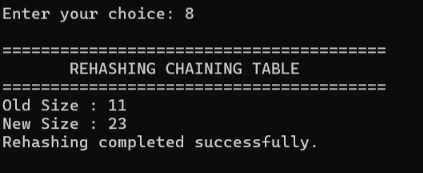 Enter your choice: 8
========================================
REHASHING CHAINING TABLE
========================================
Old Size : 11
New Size : 23
Rehashing completed successfully.